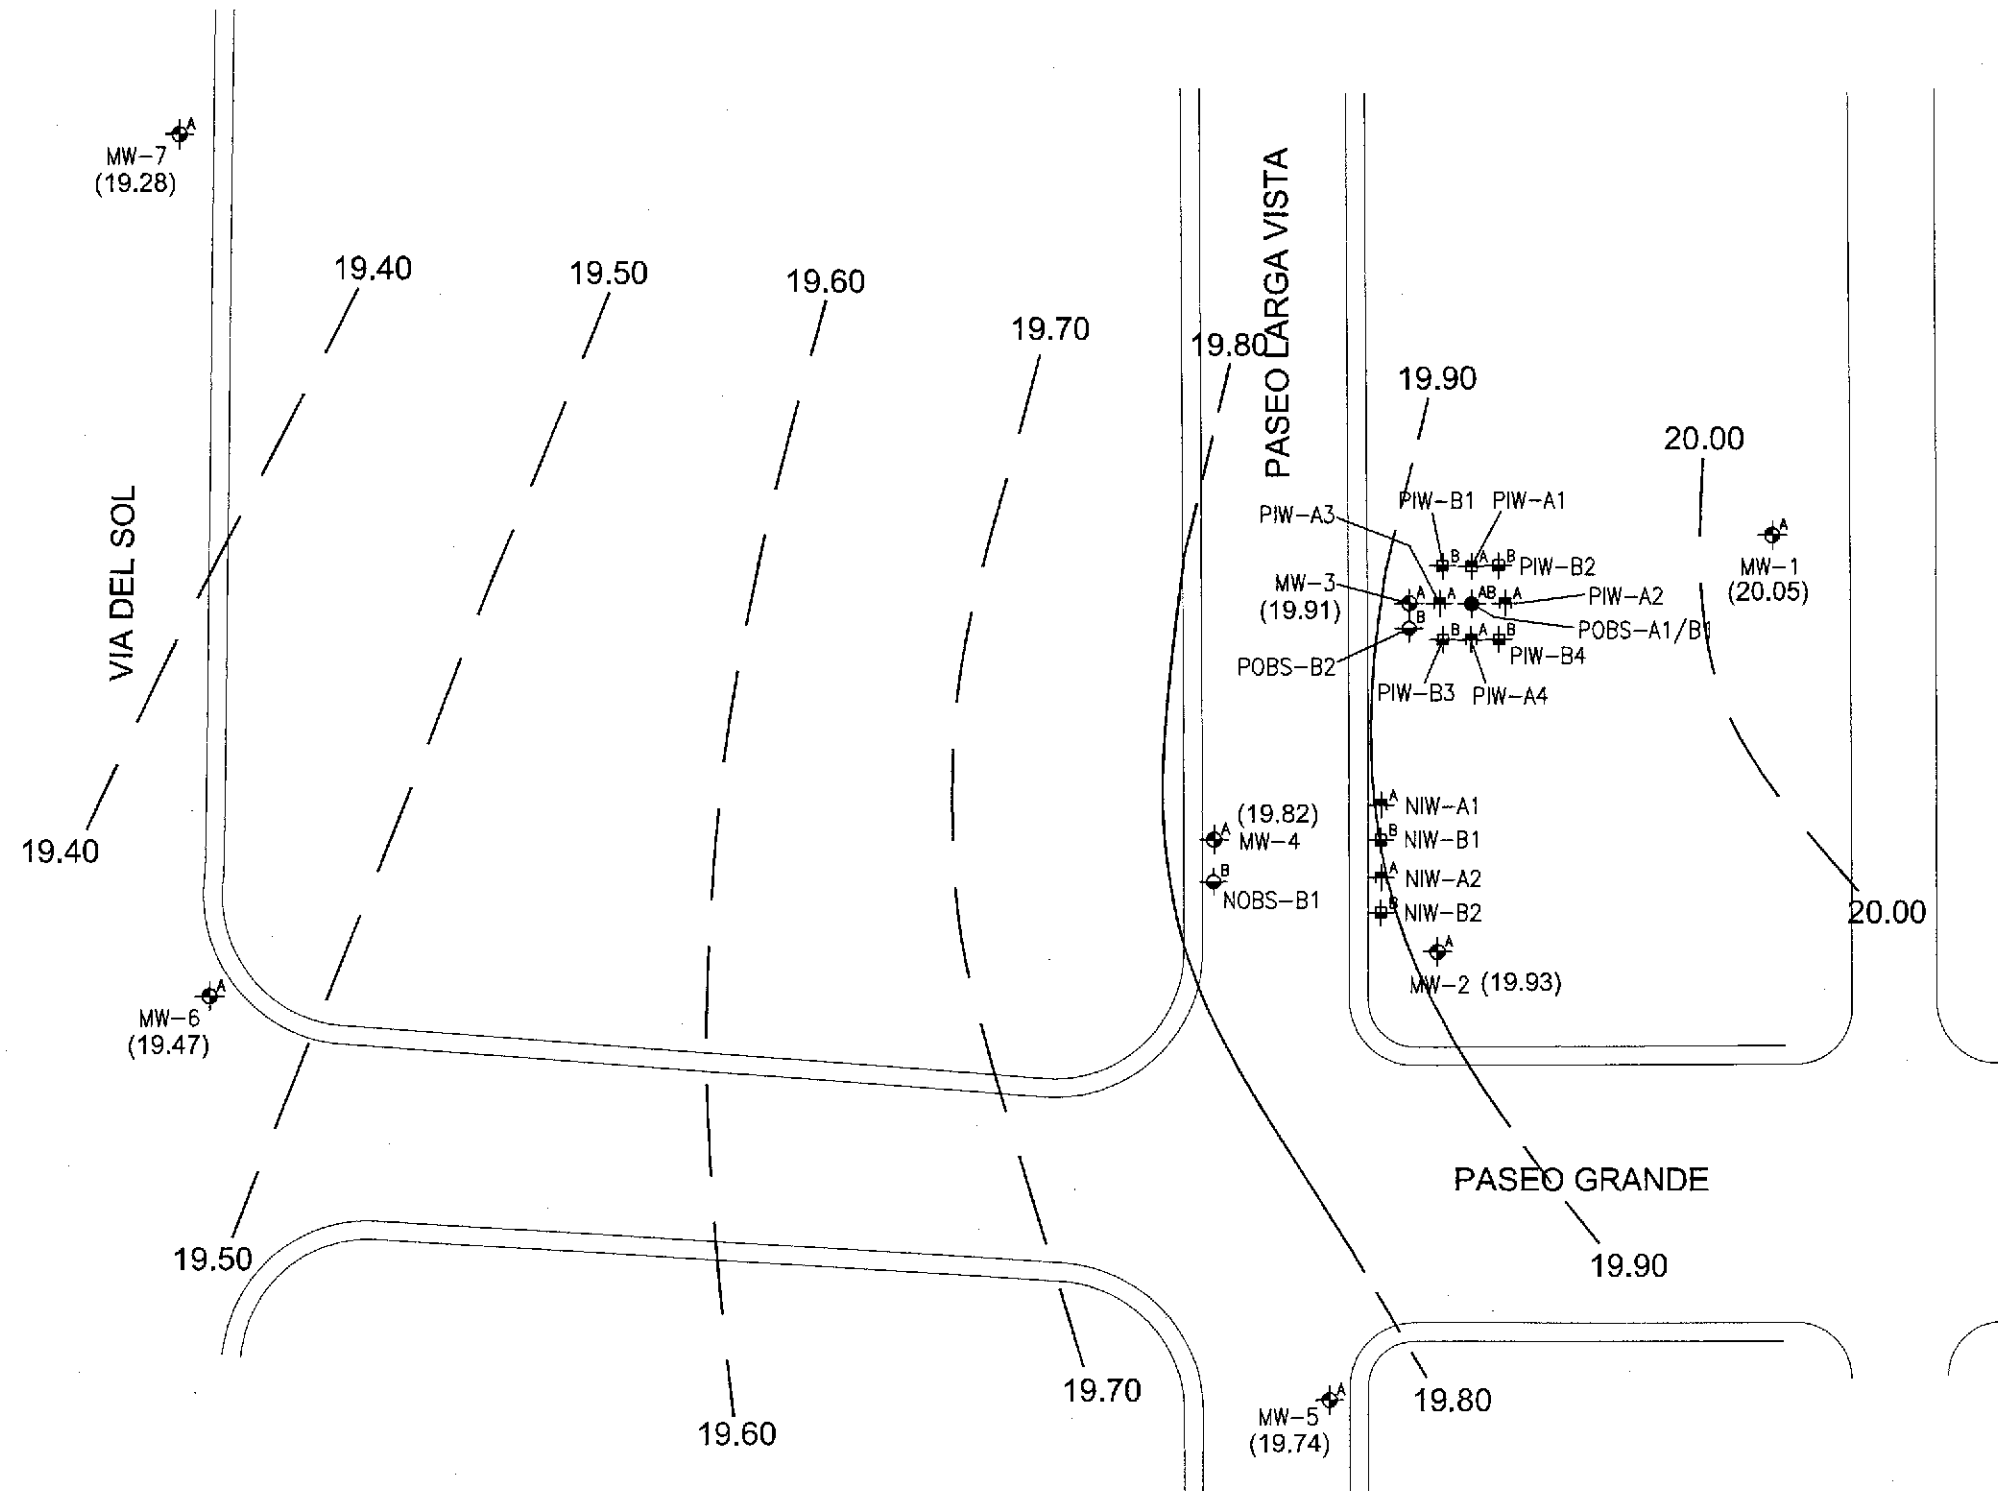 A
MW-7
(19.28)
PASEO LARGA VISTA
19.40
19.50
19.60
19.70
19.80
19.90
20.00
VIA DEL SOL
PIW-B1
PIW-A1
PIW-A3
A
B
A
B
PIW-B2
MW-1
(20.05)
MW-3
(19.91)
A
A
AB
A
PIW-A2
POBS-A1/B1
B
POBS-B2
B
A
B
PIW-B4
PIW-B3
PIW-A4
(19.82)
A
MW-4
A
NIW-A1
19.40
B
NIW-B1
B
NOBS-B1
A
NIW-A2
B
NIW-B2
20.00
A
MW-2 (19.93)
A
MW-6
(19.47)
PASEO GRANDE
19.50
19.90
19.70
19.80
A
MW-5
(19.74)
19.60